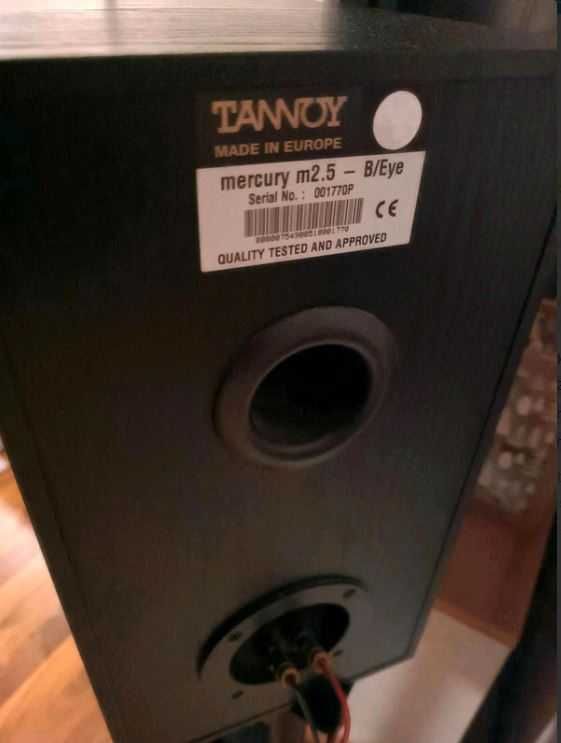 TANNOY
MADE IN EUROPE
mercury m2.5 – B/Eye
Serial No. : 001770P
CE
QUALITY TESTED AND APPROVED